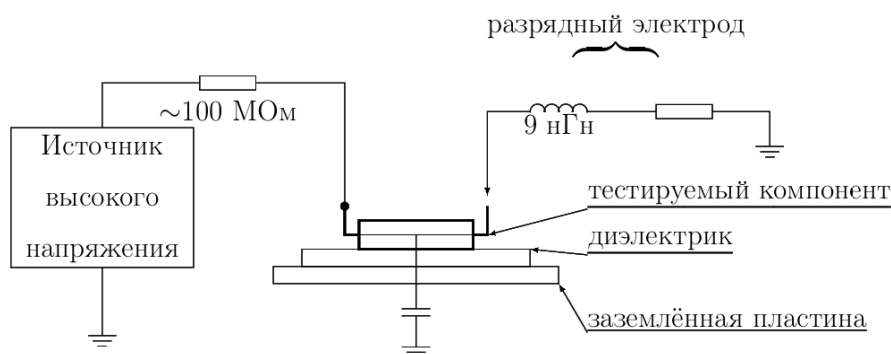 разрядный электрод
~100 МОм
9 нГн
Источник
высокого
напряжения
тестируемый компонент
диэлектрик
заземлённая пластина